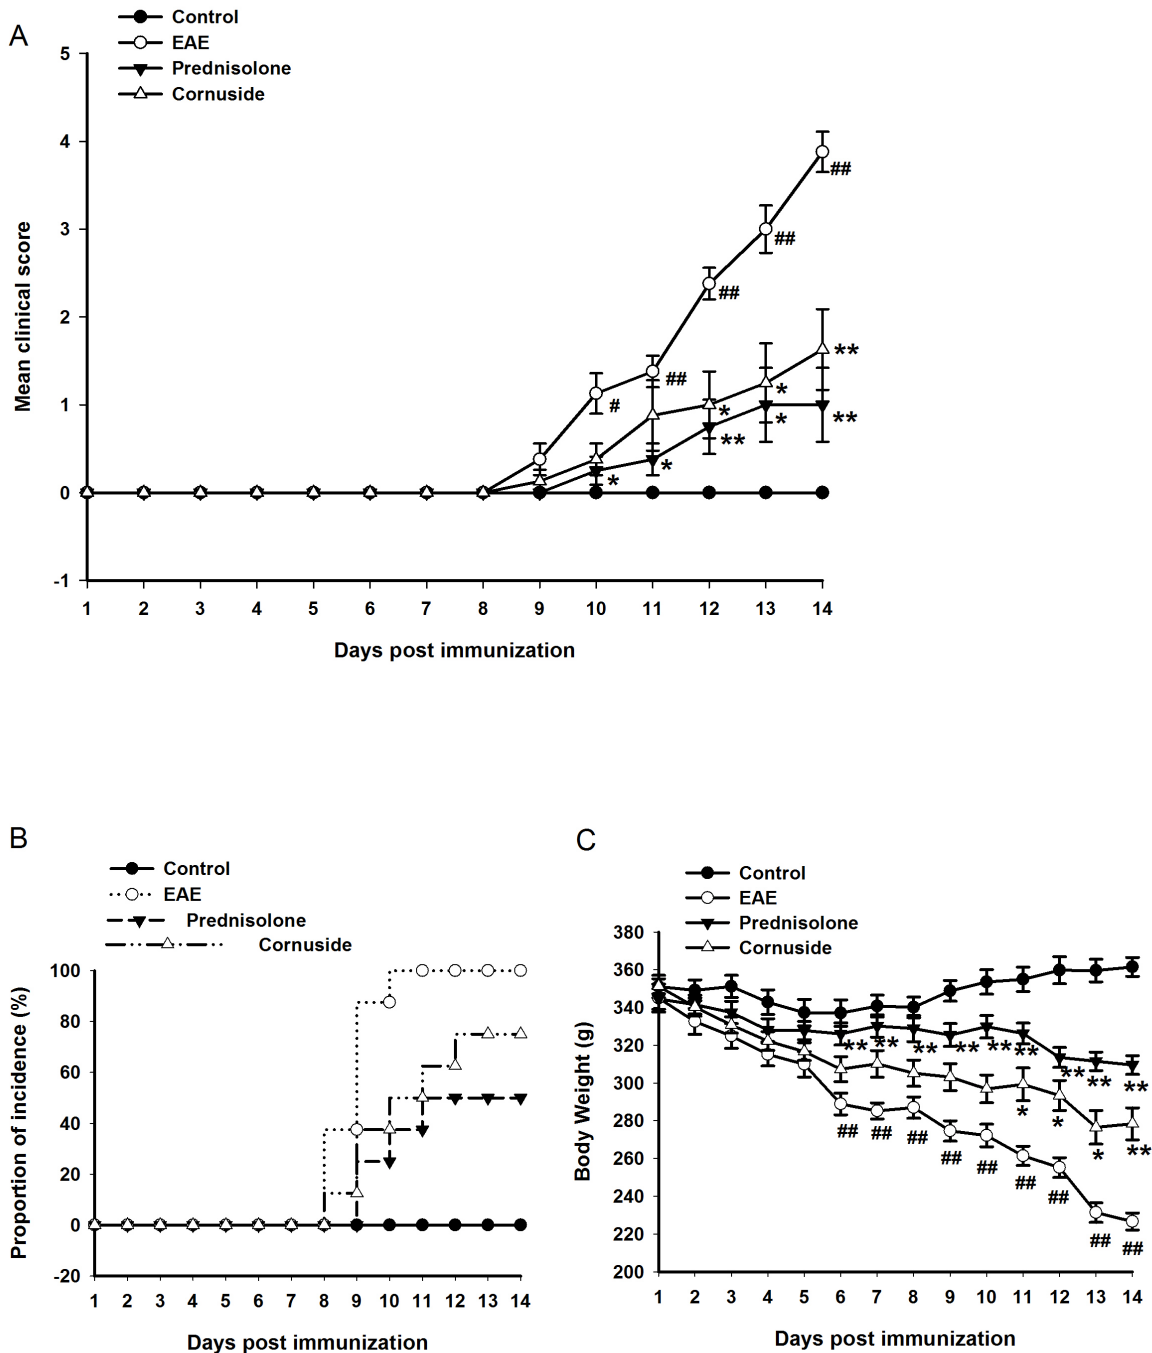 A
Control
EAE
Prednisolone
Cornuside
5
4
3
2
1
0
-1
Mean clinical score
##
##
##
##
#
**
*
*
**
*
**
*
*
1 2 3 4 5 6 7 8 9 10 11 12 13 14
Days post immunization
B
Control
EAE
Prednisolone
Cornuside
100
80
60
40
20
0
-20
Proportion of incidence (%)
1 2 3 4 5 6 7 8 9 10 11 12 13 14
Days post immunization
C
Control
EAE
Prednisolone
Cornuside
380
360
340
320
300
280
260
240
220
200
Body Weight (g)
** ** ** ** ** ** ** ** **
* * * **
## ## ## ## ## ## ## ## ##
1 2 3 4 5 6 7 8 9 10 11 12 13 14
Days post immunization